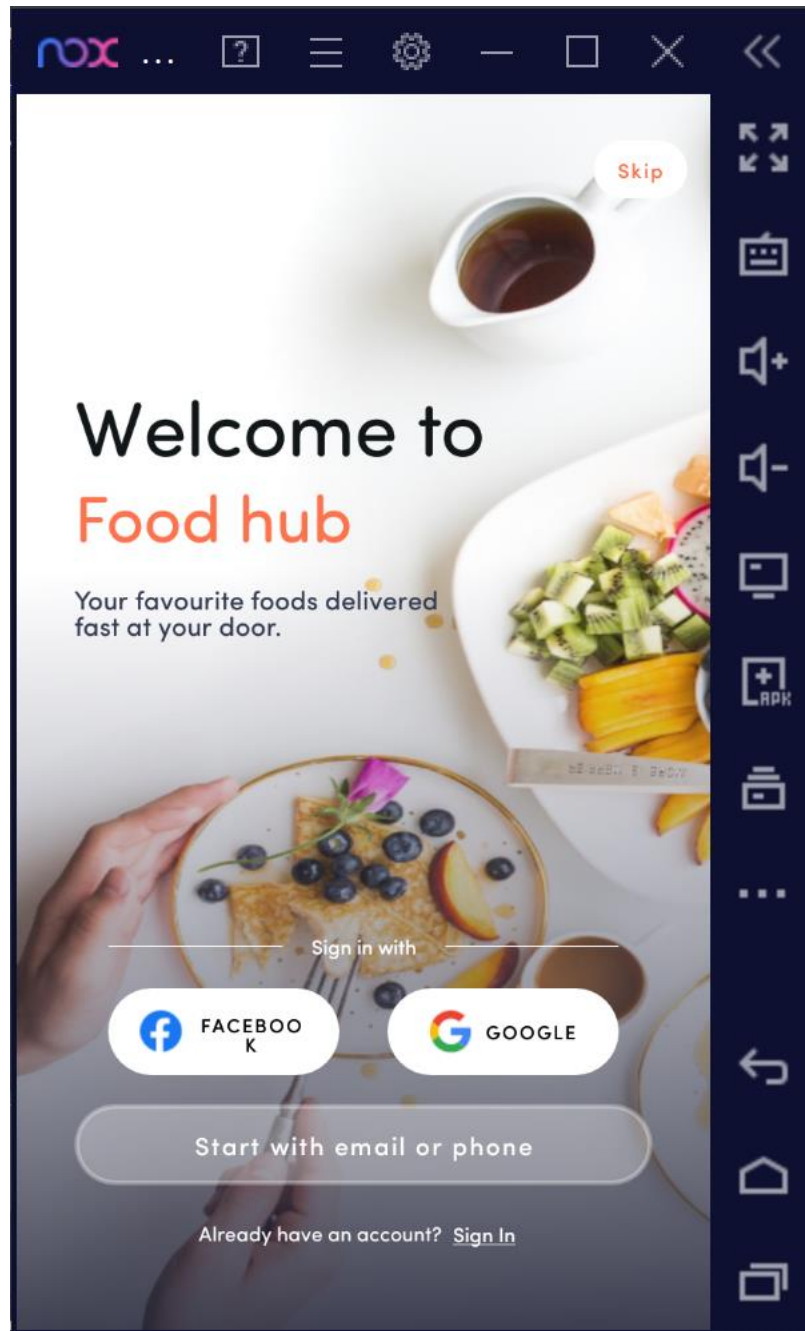 nox ...
Skip
Welcome to
Food hub
Your favourite foods delivered
fast at your door.
APK
Sign in with
FACEBOO
K
GOOGLE
Start with email or phone
Already have an account? Sign In